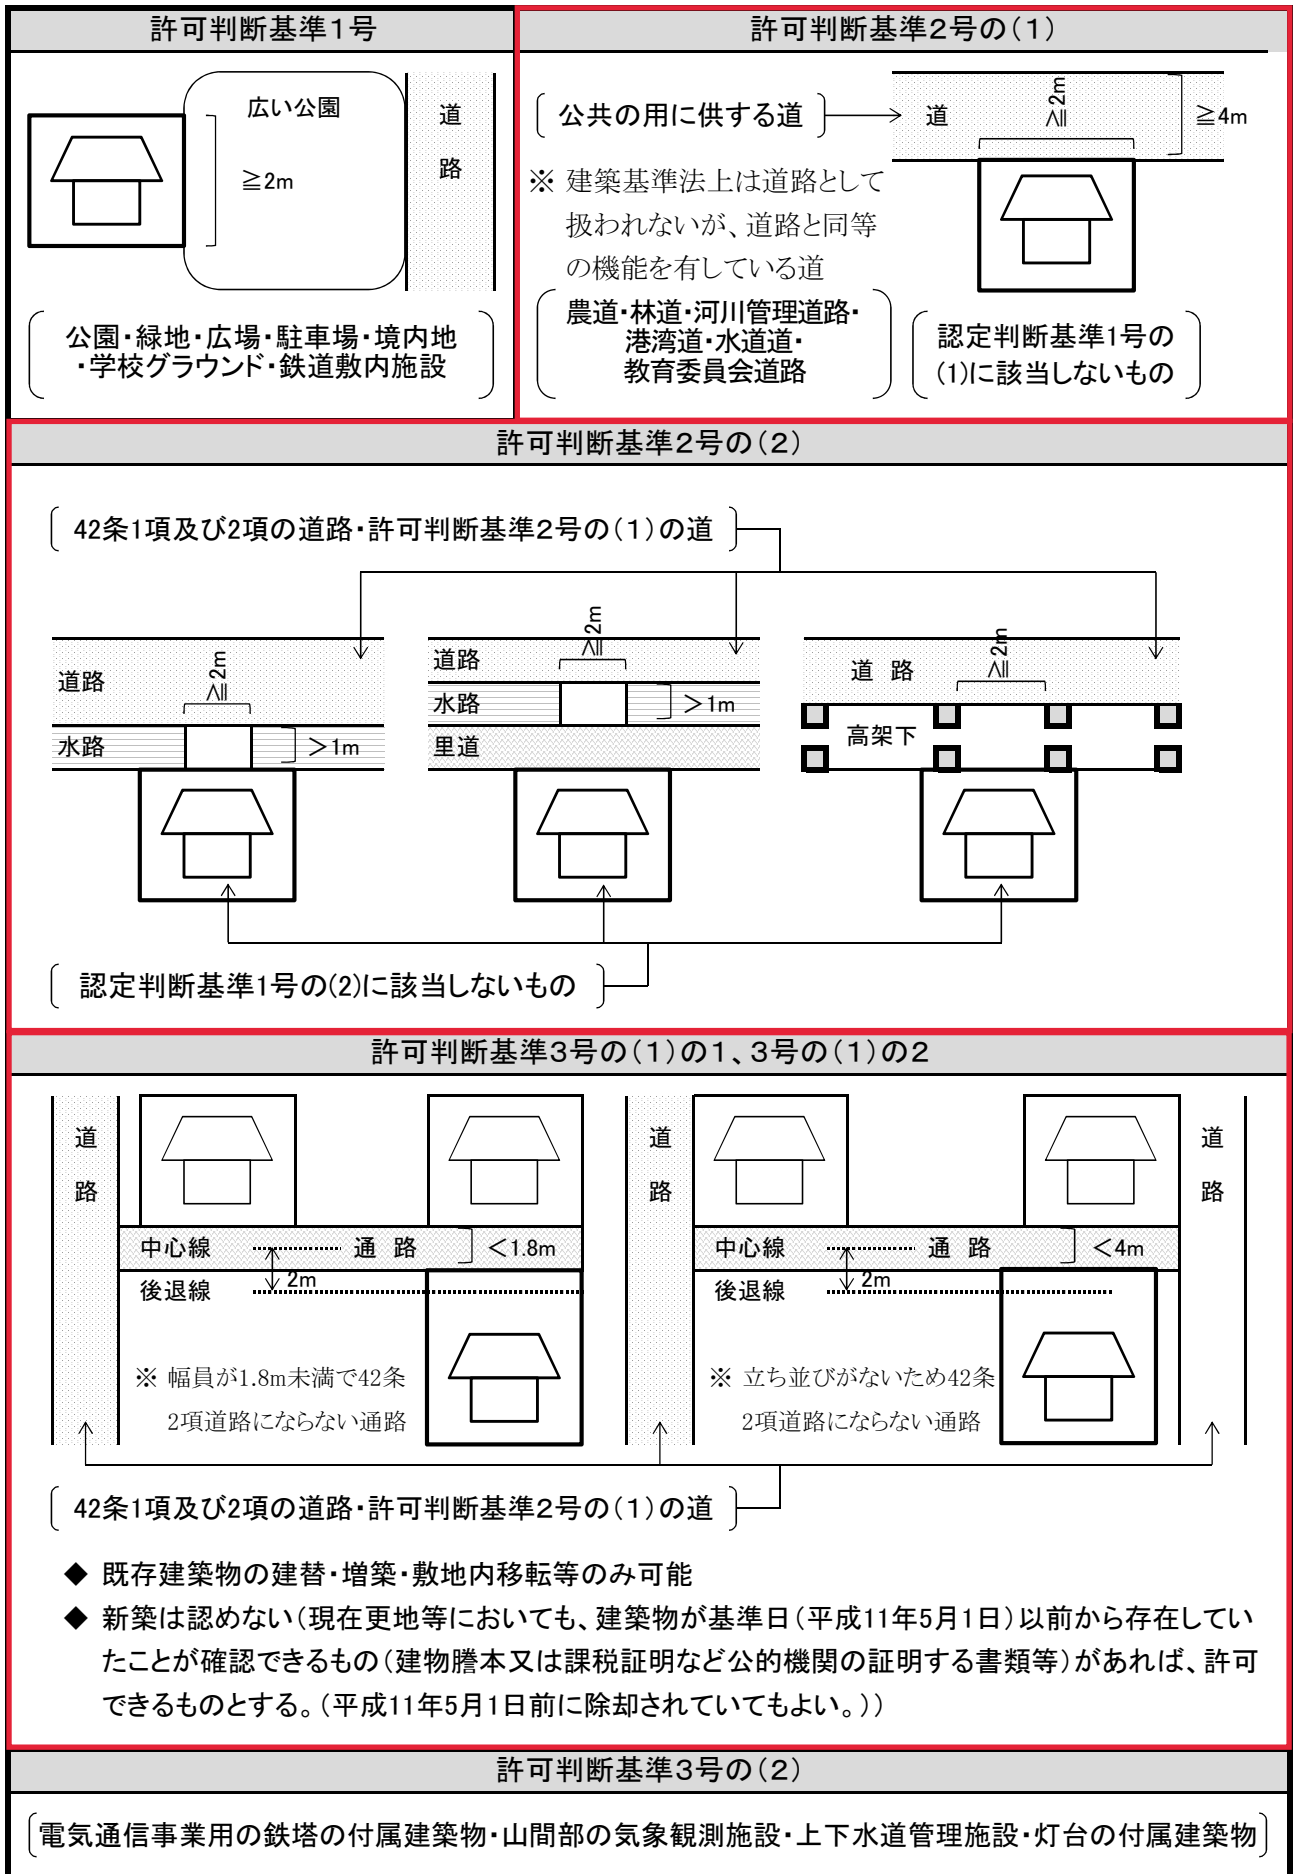 許可判断基準1号
広い公園
道
路
≧2m
公園・緑地・広場・駐車場・境内地
・学校グラウンド・鉄道敷内施設
許可判断基準2号の(1)
公共の用に供する道
道
≧2m
≧4m
※ 建築基準法上は道路として
扱われないが、道路と同等
の機能を有している道
農道・林道・河川管理道路・
港湾道・水道道・
教育委員会道路
認定判断基準1号の
(1)に該当しないもの
許可判断基準2号の(2)
42条1項及び2項の道路・許可判断基準2号の(1)の道
道路
≧2m
水路
＞1m
道路
≧2m
水路
＞1m
里道
道 路
≧2m
高架下
認定判断基準1号の(2)に該当しないもの
許可判断基準3号の(1)の1、3号の(1)の2
道
路
中心線
通 路
＜1.8m
2m
後退線
※ 幅員が1.8m未満で42条
2項道路にならない通路
道
路
中心線
通 路
＜4m
2m
後退線
※ 立ち並びがないため42条
2項道路にならない通路
道
路
42条1項及び2項の道路・許可判断基準2号の(1)の道
◆ 既存建築物の建替・増築・敷地内移転等のみ可能
◆ 新築は認めない(現在更地等においても、建築物が基準日(平成11年5月1日)以前から存在してい
たことが確認できるもの(建物謄本又は課税証明など公的機関の証明する書類等)があれば、許可
できるものとする。(平成11年5月1日前に除却されていてもよい。))
許可判断基準3号の(2)
電気通信事業用の鉄塔の付属建築物・山間部の気象観測施設・上下水道管理施設・灯台の付属建築物